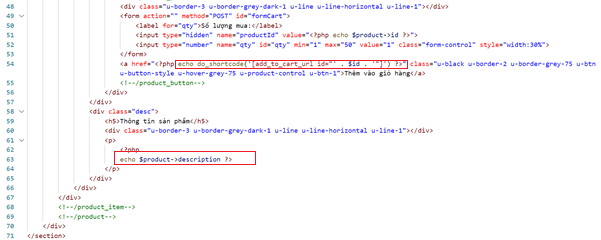 48 <div class="u-border-3 u-border-grey-dark-1 u-line u-line-horizontal u-line-1"></div>
49 <form action="" method="POST" id="formCart">
50 <label for="qty">Số lượng mua:</label>
51 <input type="hidden" name="productId" value="<?php echo $product->id ?>">
52 <input type="number" name="qty" id="qty" min="1" max="50" value="1" class="form-control" style="width:30%">
53 </form>
54 <a href="<?php echo do_shortcode('[add_to_cart_url id="' . $id . '"]') ?>" class="u-black u-border-2 u-border-grey-75 u-btn
u-button-style u-hover-grey-75 u-product-control u-btn-1">Thêm vào giỏ hàng</a>
55 <!--/product_button-->
56 </div>
57 </div>
58 <div class="desc">
59 <h5>Thông tin sản phẩm</h5>
60 <div class="u-border-3 u-border-grey-dark-1 u-line u-line-horizontal u-line-1"></div>
61 <p>
62 <?php
63 echo $product->description ?>
64 </p>
65 </div>
66 </div>
67 </div>
68 <!--/product_item-->
69 <!--/product-->
70 </div>
71 </section>